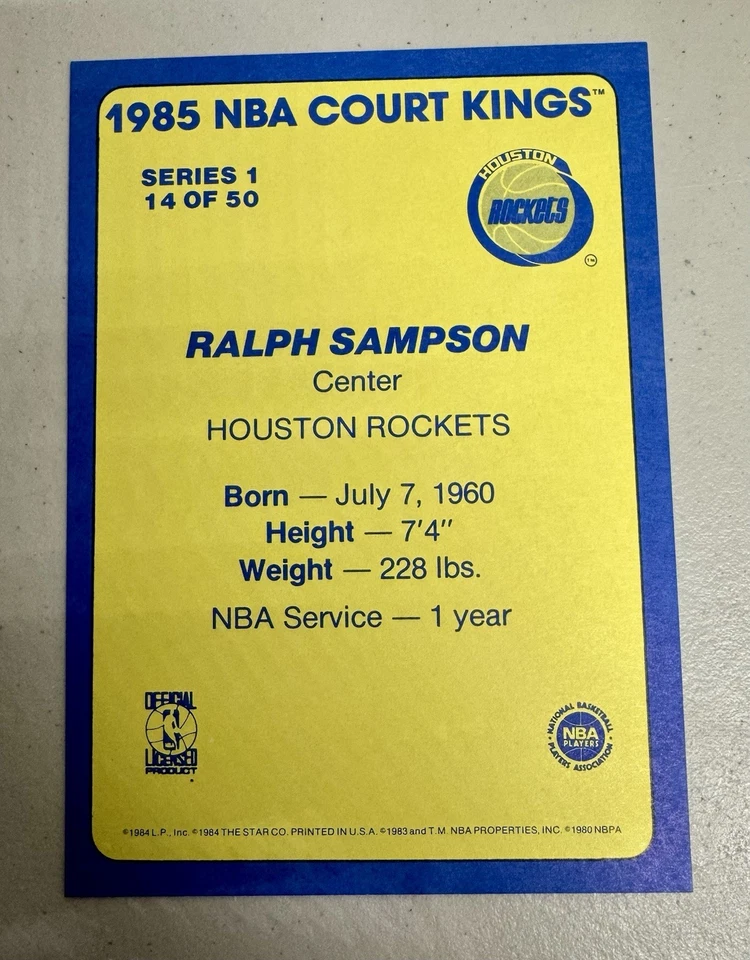 1985 NBA COURT KINGS™
SERIES 1
14 OF 50
HOUSTON
ROCKETS
TM
RALPH SAMPSON
Center
HOUSTON ROCKETS
Born — July 7, 1960
Height — 7'4"
Weight — 228 lbs.
NBA Service — 1 year
OFFICIAL
LICENSED
PRODUCT
NATIONAL BASKETBALL
NBA
PLAYERS
PLAYERS ASSOCIATION
©1984 L.P., Inc. ©1984 THE STAR CO. PRINTED IN U.S.A. ©1983 and T.M. NBA PROPERTIES, INC. ©1980 NBPA